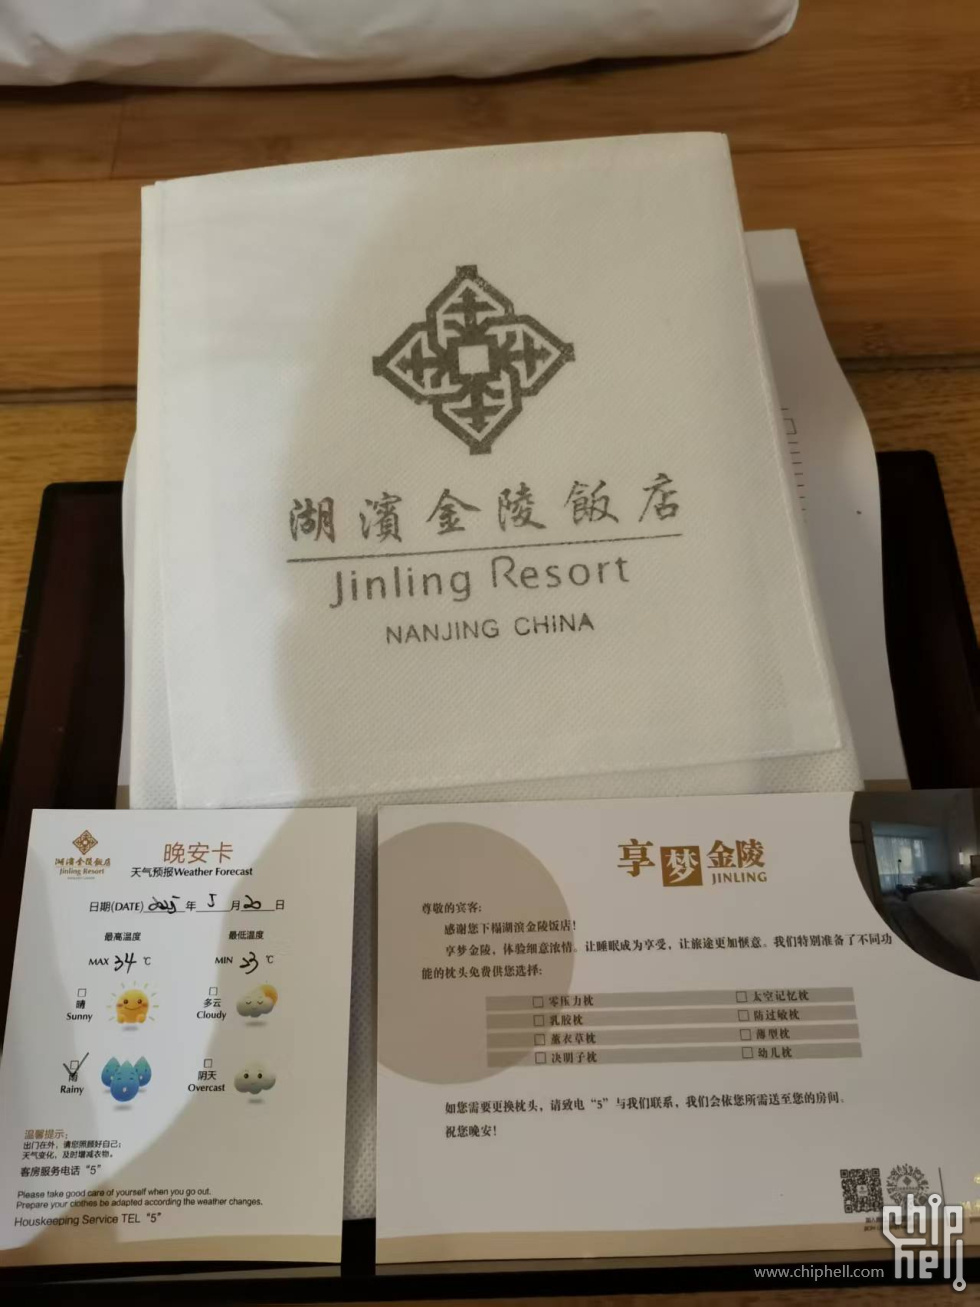 湖濱金陵飯店
Jinling Resort
NANJING CHINA
湖濱金陵飯店
Jinling Resort
晚安卡
天气预报Weather Forecast
日期(DATE) 2025 年 5 月 20 日
最高温度
最低温度
MAX 34 ℃
MIN 23 ℃
晴
Sunny
多云
Cloudy
雨
Rainy
阴天
Overcast
温馨提示:
出门在外，请您照顾好自己;
天气变化，及时增减衣物。
客房服务电话“5”
Please take good care of yourself when you go out.
Prepare your clothes be adapted according the weather changes.
Houskeeping Service TEL “5”
享梦金陵
JINLING
尊敬的宾客:
感谢您下榻湖滨金陵饭店!
享梦金陵，体验细意浓情。让睡眠成为享受，让旅途更加惬意。我们特别准备了不同功
能的枕头免费供您选择:
零压力枕
太空记忆枕
乳胶枕
防过敏枕
薰衣草枕
薄型枕
决明子枕
幼儿枕
如您需要更换枕头，请致电“5”与我们联系，我们会依您所需送至您的房间。
祝您晚安!
chip
hell
www.chiphell.com